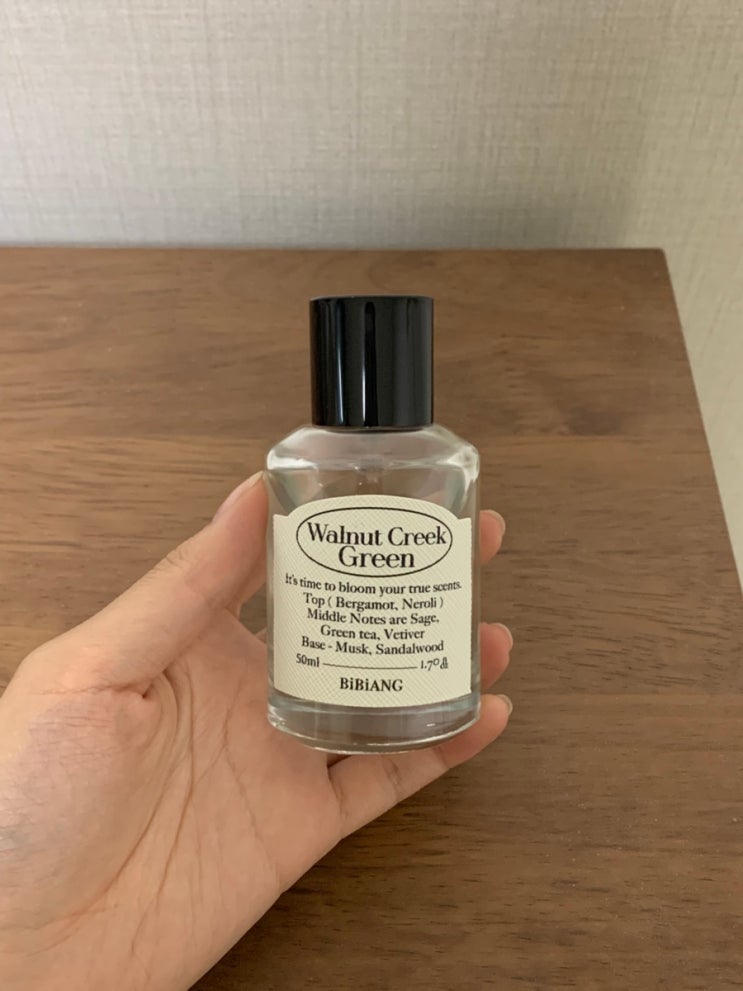 Walnut Creek
Green
It's time to bloom your true scents.
Top ( Bergamot, Neroli )
Middle Notes are Sage,
Green tea, Vetiver
Base - Musk, Sandalwood
50ml 1.7oz
BiBiANG